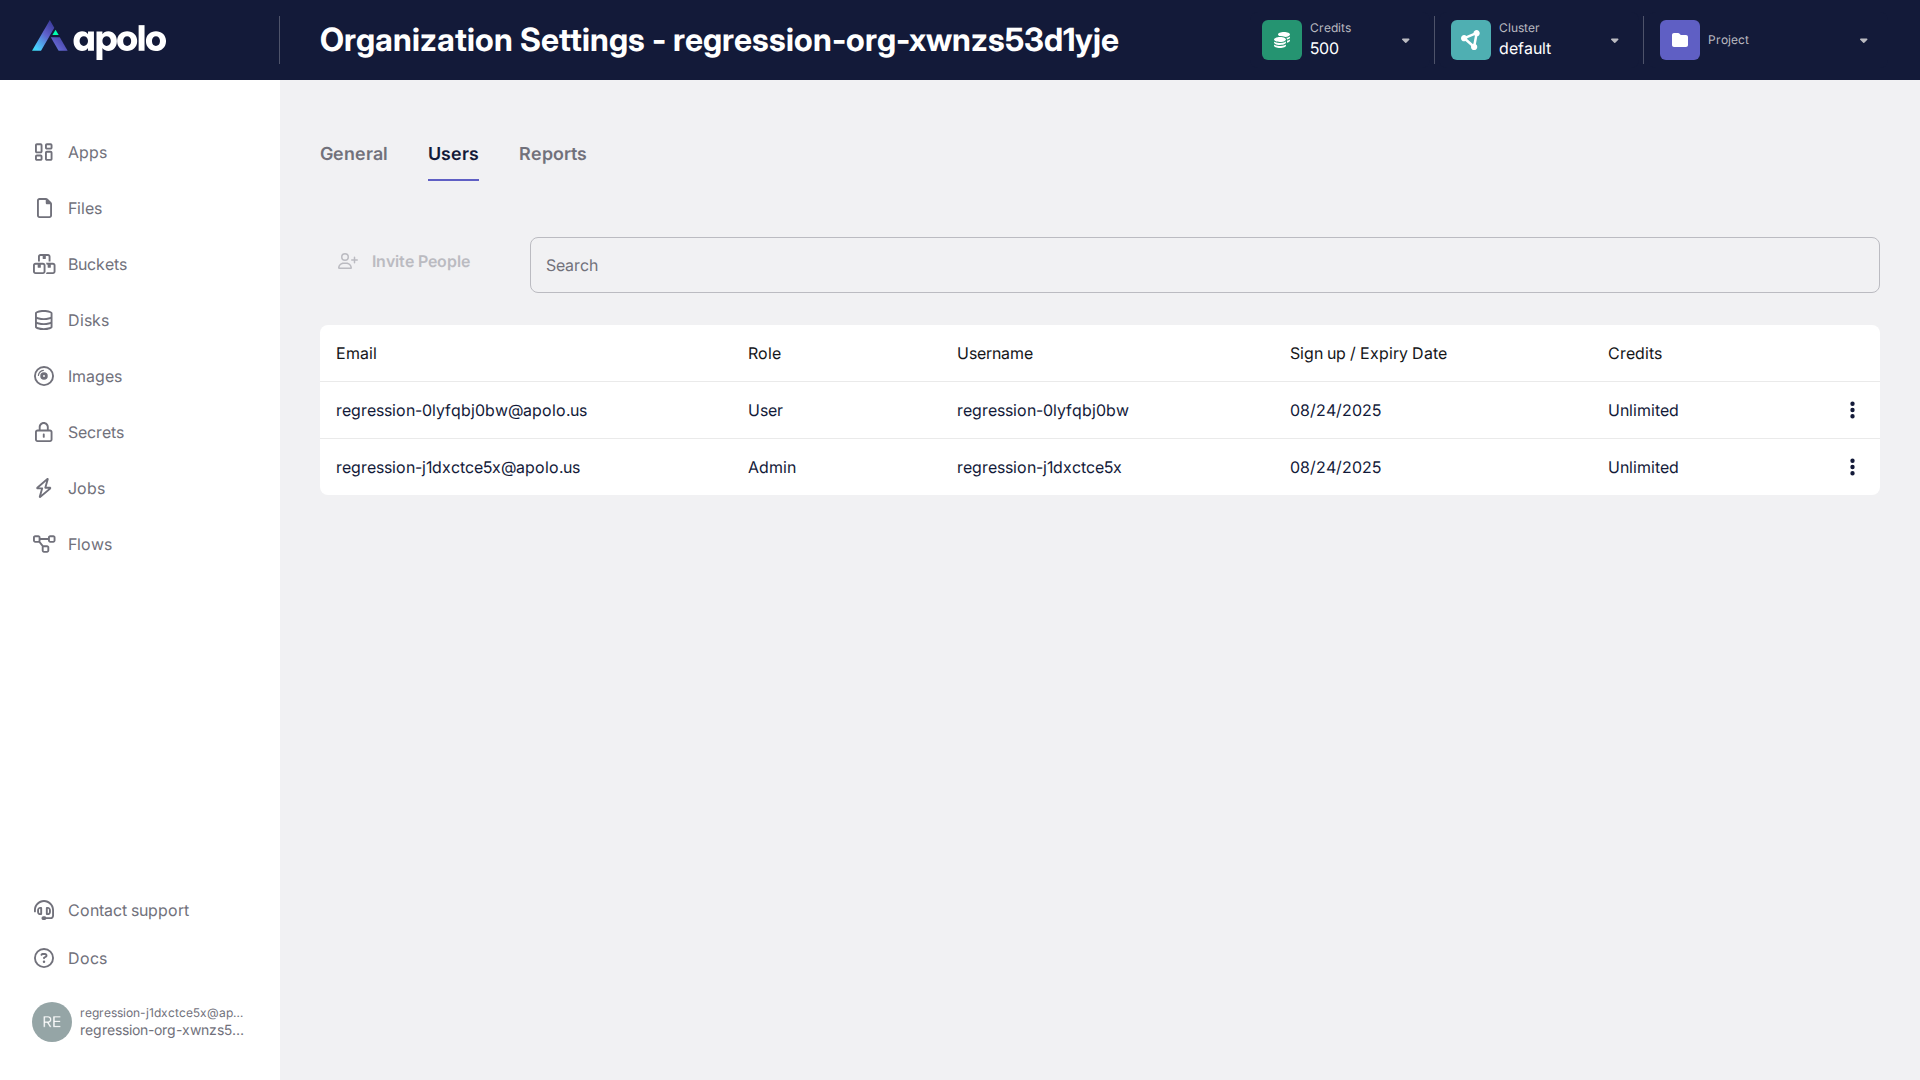 apolo
Organization Settings - regression-org-xwnzs53d1yje
Credits
500
Cluster
default
Project
Apps
Files
Buckets
Disks
Images
Secrets
Jobs
Flows
General Users Reports
Invite People
Search
Email Role Username Sign up / Expiry Date Credits
regression-0lyfqbj0bw@apolo.us User regression-0lyfqbj0bw 08/24/2025 Unlimited
regression-j1dxctce5x@apolo.us Admin regression-j1dxctce5x 08/24/2025 Unlimited
Contact support
Docs
RE
regression-j1dxctce5x@ap...
regression-org-xwnzs5...